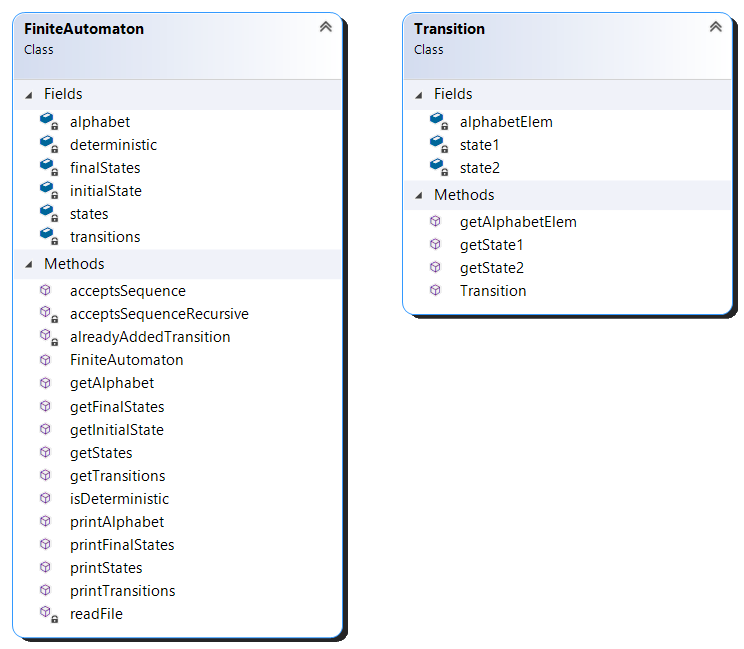 FiniteAutomaton
Class
Fields
alphabet
deterministic
finalStates
initialState
states
transitions
Methods
acceptsSequence
acceptsSequenceRecursive
alreadyAddedTransition
FiniteAutomaton
getAlphabet
getFinalStates
getInitialState
getStates
getTransitions
isDeterministic
printAlphabet
printFinalStates
printStates
printTransitions
readFile
Transition
Class
Fields
alphabetElem
state1
state2
Methods
getAlphabetElem
getState1
getState2
Transition